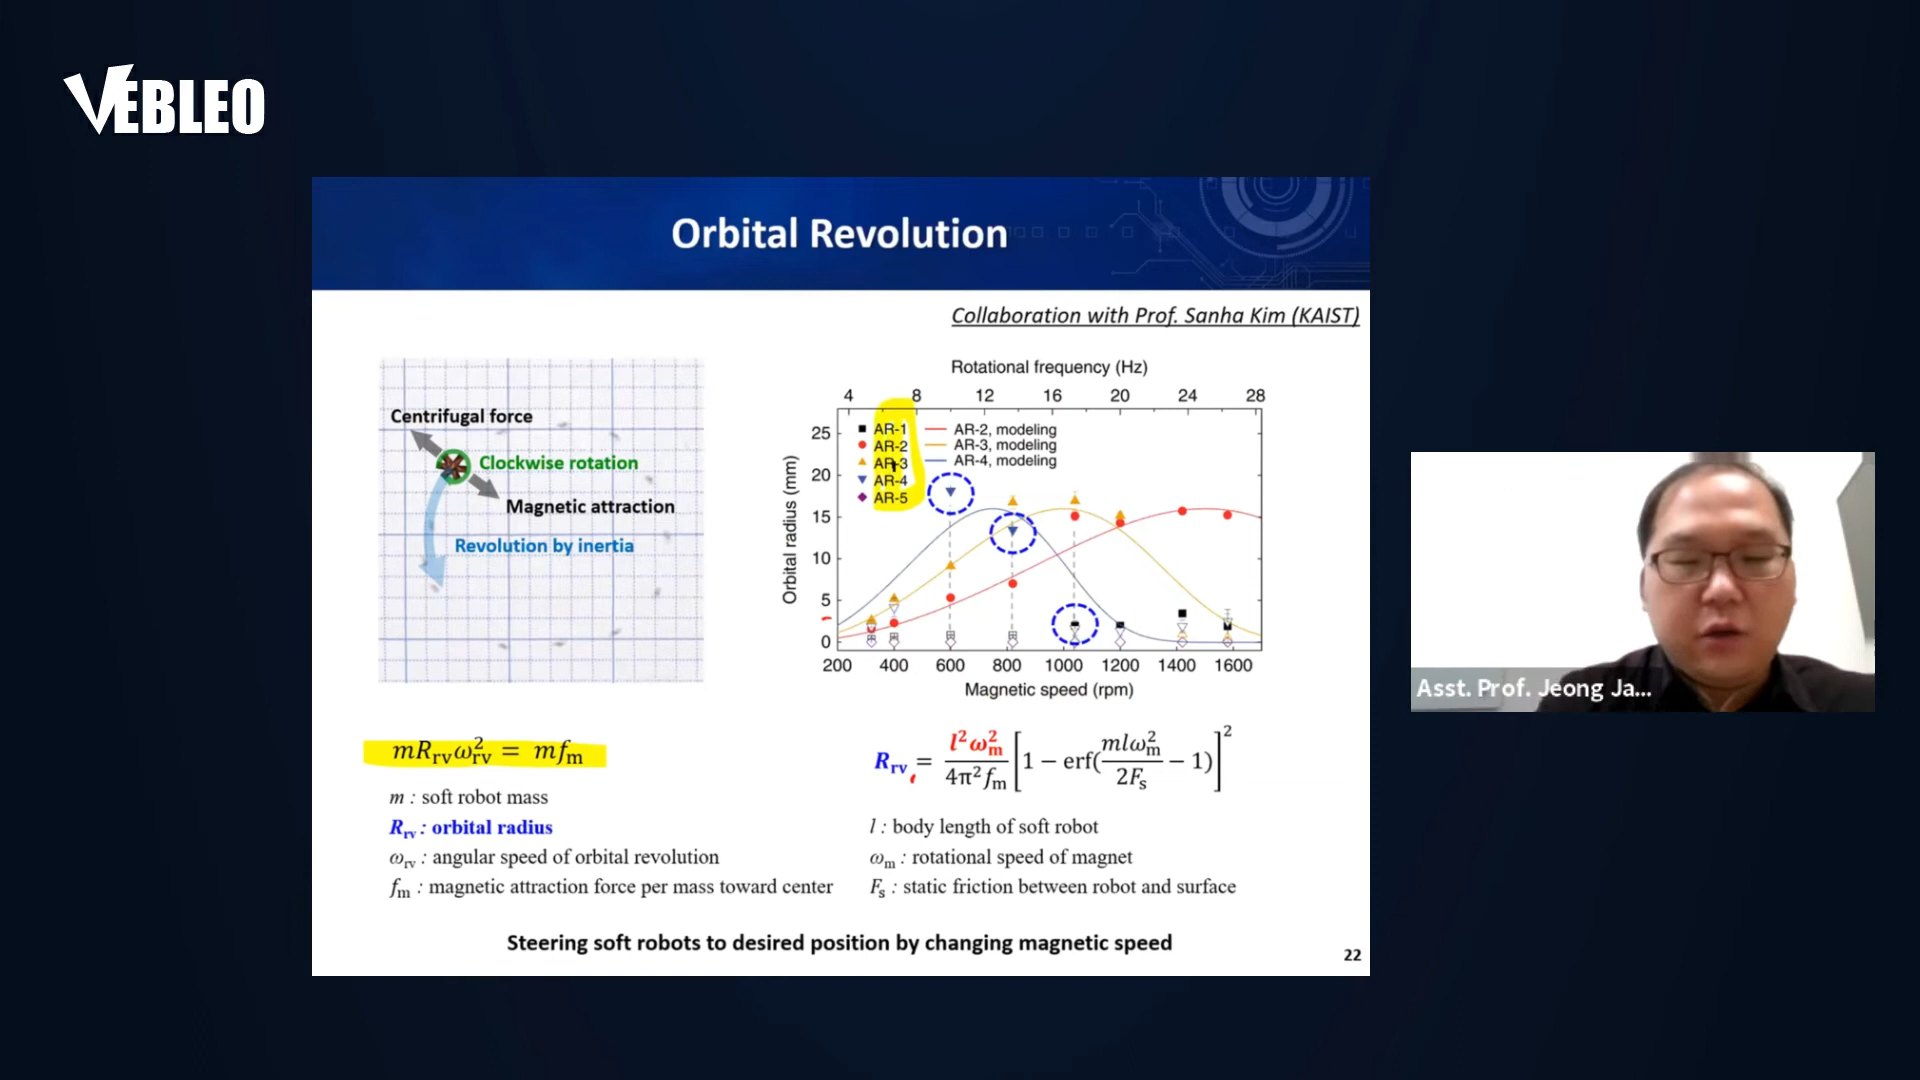 VEBLEO
Orbital Revolution
Collaboration with Prof. Sanha Kim (KAIST)
Centrifugal force
Clockwise rotation
Magnetic attraction
Revolution by inertia
Rotational frequency (Hz)
4 8 12 16 20 24 28
AR-1
AR-2
AR-3
AR-4
AR-5
AR-2, modeling
AR-3, modeling
AR-4, modeling
Orbital radius (mm)
25
20
15
10
5
0
200 400 600 800 1000 1200 1400 1600
Magnetic speed (rpm)
mR_rv ω_rv^2 = mf_m
m : soft robot mass
R_rv : orbital radius
ω_rv : angular speed of orbital revolution
f_m : magnetic attraction force per mass toward center
R_rv = l^2 ω_m^2 / 4π^2 f_m [1 − erf(mlω_m^2 / 2F_s − 1)]^2
l : body length of soft robot
ω_m : rotational speed of magnet
F_s : static friction between robot and surface
Steering soft robots to desired position by changing magnetic speed
22
Asst. Prof. Jeong Ja...